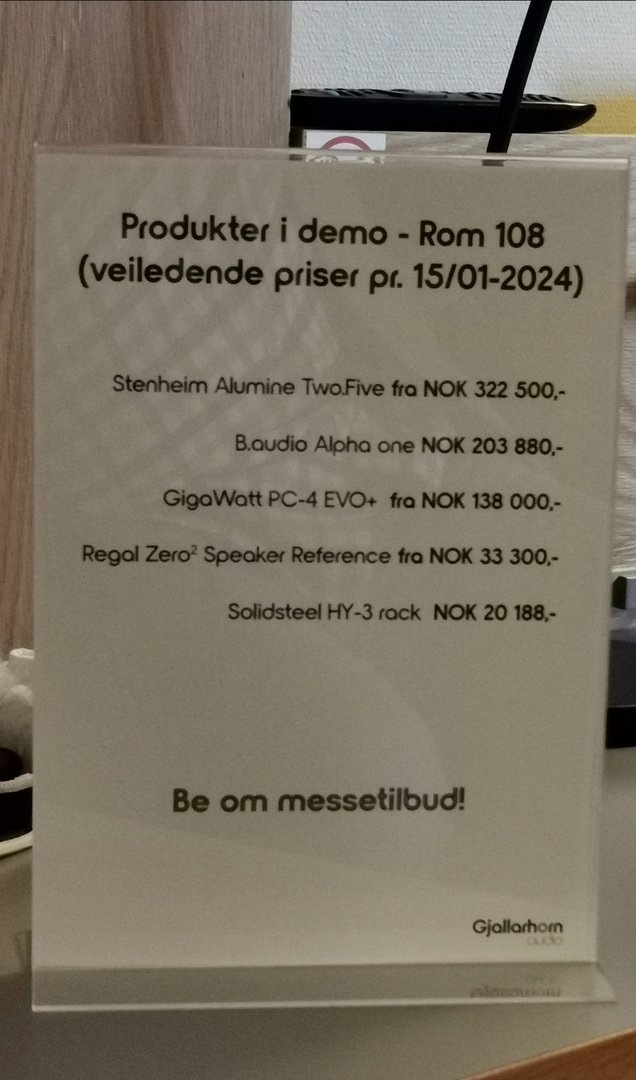 Produkter i demo - Rom 108
(veiledende priser pr. 15/01-2024)
Stenheim Alumine Two.Five fra NOK 322 500,-
B.audio Alpha one NOK 203 880,-
GigaWatt PC-4 EVO+ fra NOK 138 000,-
Regal Zero² Speaker Reference fra NOK 33 300,-
Solidsteel HY-3 rack NOK 20 188,-
Be om messetilbud!
Gjallarhorn
audio